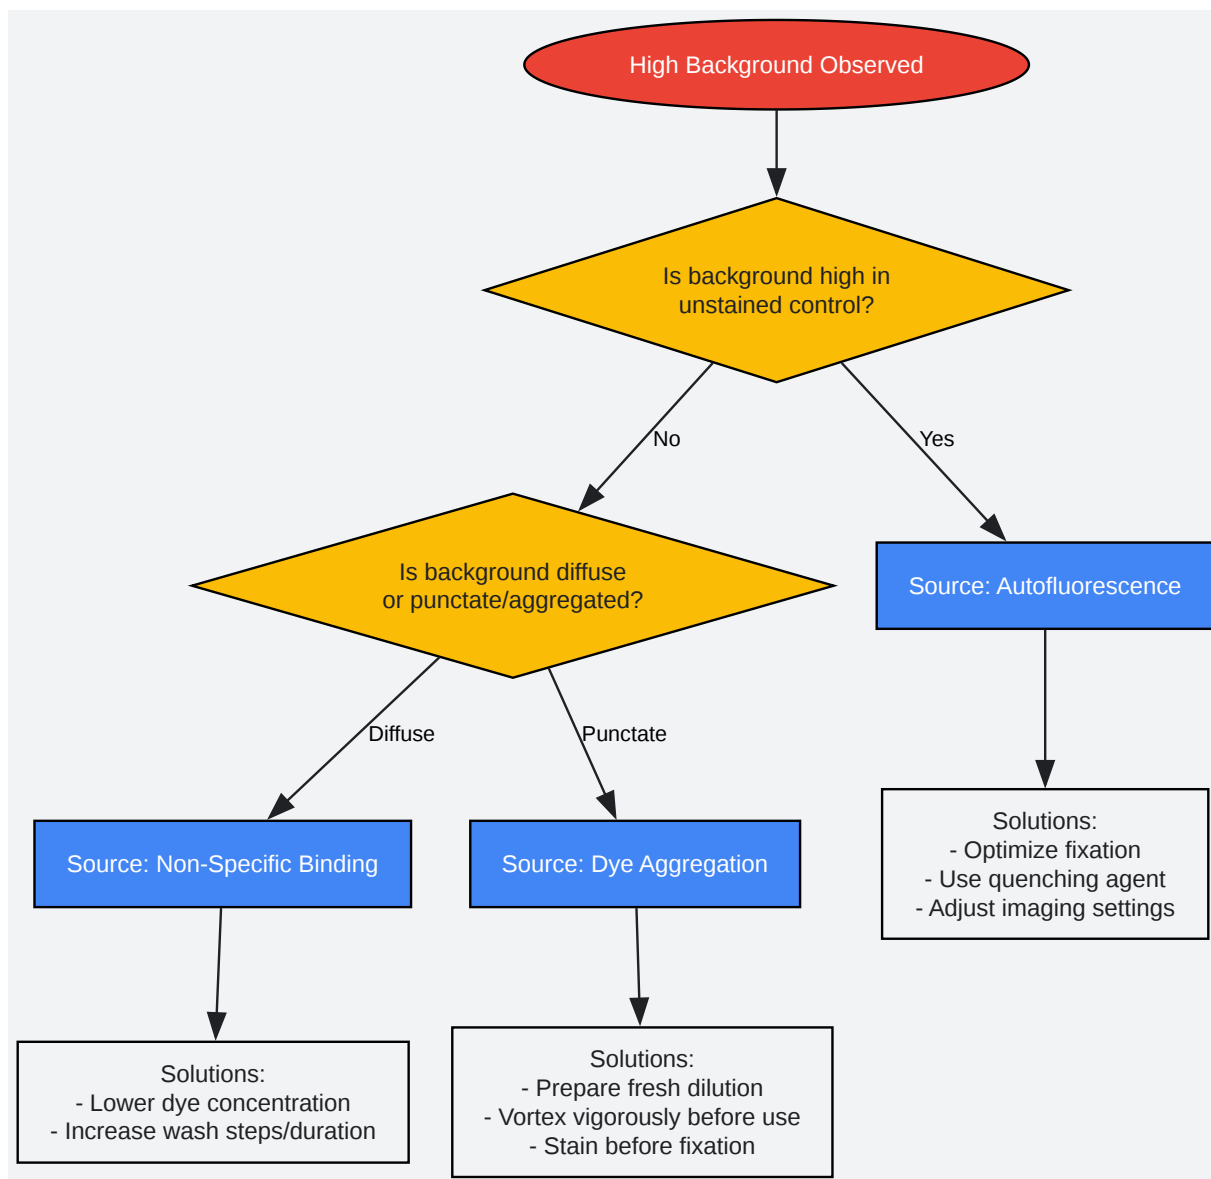 High Background Observed
Is background high in
unstained control?
No
Yes
Is background diffuse
or punctate/aggregated?
Source: Autofluorescence
Diffuse
Punctate
Solutions:
- Optimize fixation
- Use quenching agent
- Adjust imaging settings
Source: Non-Specific Binding
Source: Dye Aggregation
Solutions:
- Lower dye concentration
- Increase wash steps/duration
Solutions:
- Prepare fresh dilution
- Vortex vigorously before use
- Stain before fixation